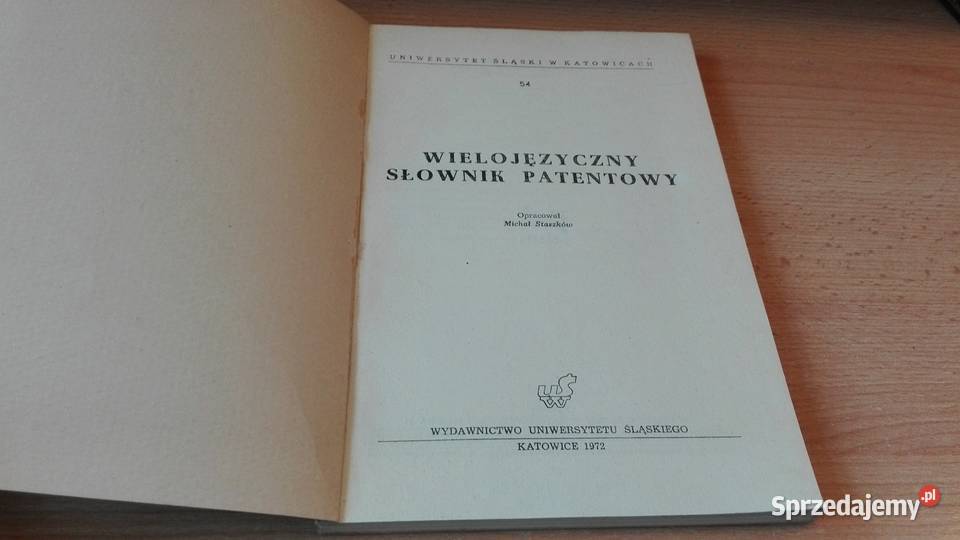 UNIWERSYTET ŚLĄSKI W KATOWICACH
54
WIELOJĘZYCZNY
SŁOWNIK PATENTOWY
Opracował
Michał Staszków
WYDAWNICTWO UNIWERSYTETU ŚLĄSKIEGO
KATOWICE 1972
Sprzedajemy.pl